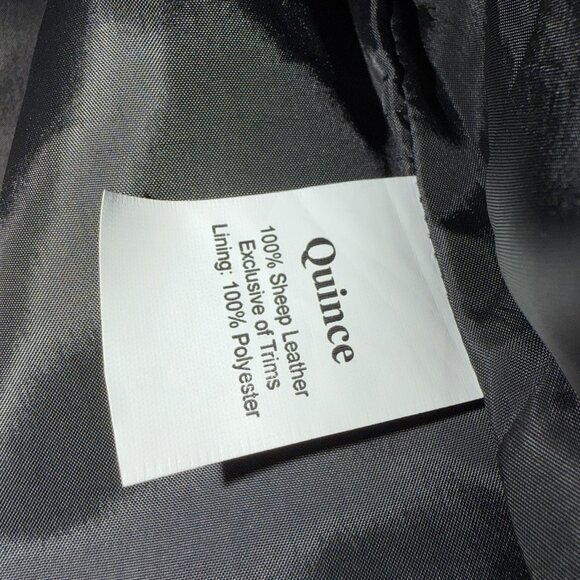 Quince
100% Sheep Leather
Exclusive of Trims
Lining: 100% Polyester